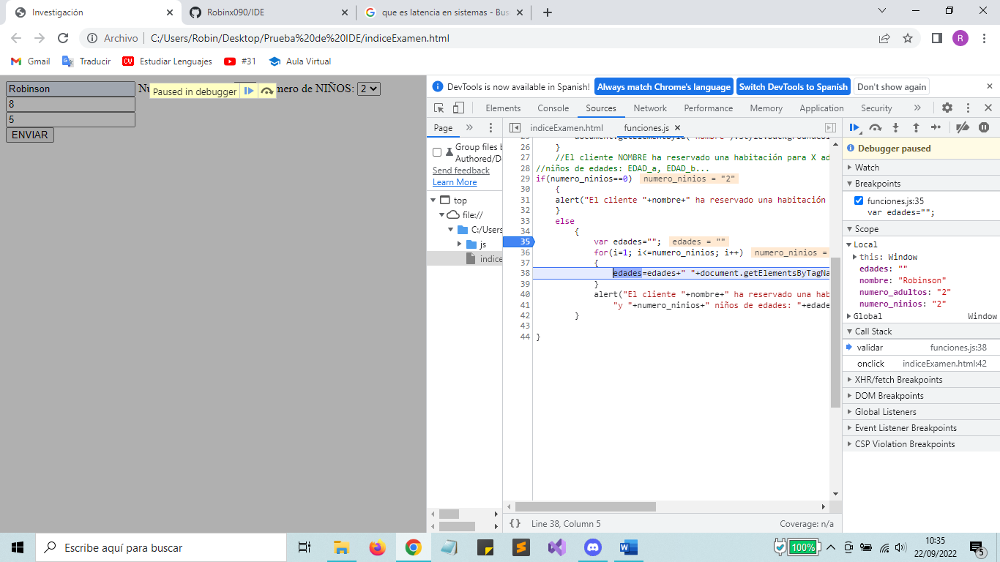 Investigación
Robinx090/IDE
que es latencia en sistemas - Bus
Archivo
C:/Users/Robin/Desktop/Prueba%20de%20IDE/indiceExamen.html
R
Gmail
Traducir
CW Estudiar Lenguajes
#31
Aula Virtual
Robinson
Nu
Paused in debugger
mero de NIÑOS: 2
8
5
ENVIAR
DevTools is now available in Spanish!
Always match Chrome's language
Switch DevTools to Spanish
Don't show again
Elements
Console
Sources
Network
Performance
Memory
Application
Security
Page
Group files b
Authored/De
Send feedback
Learn More
top
file://
C:/Users
js
indice
indiceExamen.html
funciones.js
25 document.getElementById("nombre").style.backgroundCol
26 }
27 //El cliente NOMBRE ha reservado una habitación para X ad
28 //niños de edades: EDAD_a, EDAD_b...
29 if(numero_ninios==0) numero_ninios = "2"
30 {
31 alert("El cliente "+nombre+" ha reservado una habitación
32 }
33 else
34 {
35 var edades=""; edades = ""
36 for(i=1; i<=numero_ninios; i++) numero_ninios =
37 {
38 edades=edades+" "+document.getElementsByTagNa
39 }
40 alert("El cliente "+nombre+" ha reservado una hab
41 "y "+numero_ninios+" niños de edades: "+edade
42 }
43
44 }
{} Line 38, Column 5
Coverage: n/a
Debugger paused
Watch
Breakpoints
funciones.js:35
var edades="";
Scope
Local
this: Window
edades: ""
nombre: "Robinson"
numero_adultos: "2"
numero_ninios: "2"
Global Window
Call Stack
validar funciones.js:38
onclick indiceExamen.html:42
XHR/fetch Breakpoints
DOM Breakpoints
Global Listeners
Event Listener Breakpoints
CSP Violation Breakpoints
Escribe aquí para buscar
100%
10:35
22/09/2022
5